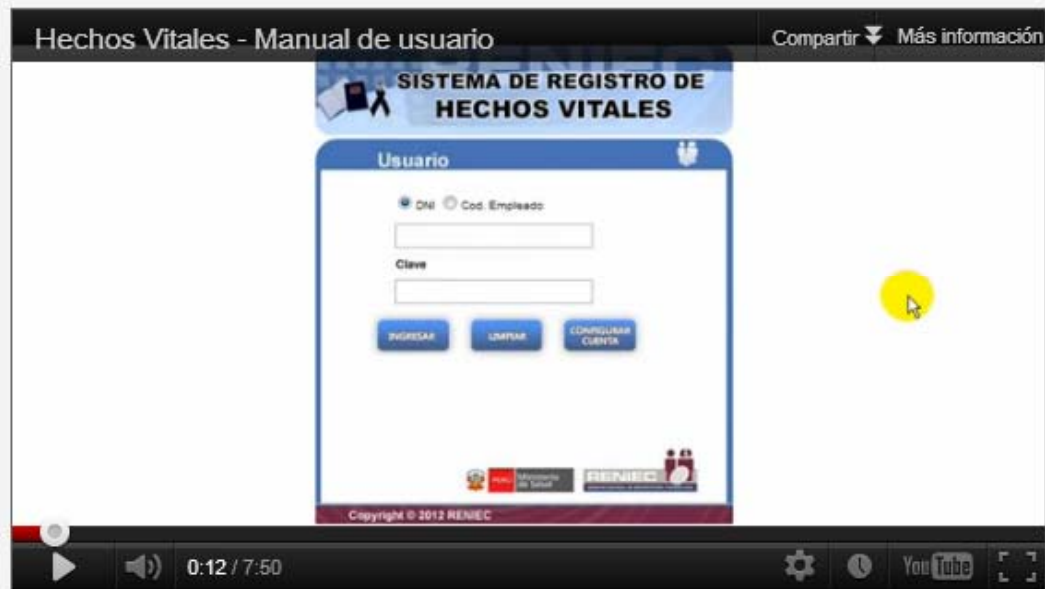 Hechos Vitales - Manual de usuario
Compartir Más información
SISTEMA DE REGISTRO DE
HECHOS VITALES
Usuario
DNI Cod. Empleado
Clave
INGRESAR LIMPIAR CONFIGURAR CUENTA
PERÚ Ministerio de Salud RENIEC
Copyright © 2012 RENIEC
0:12 / 7:50 YouTube